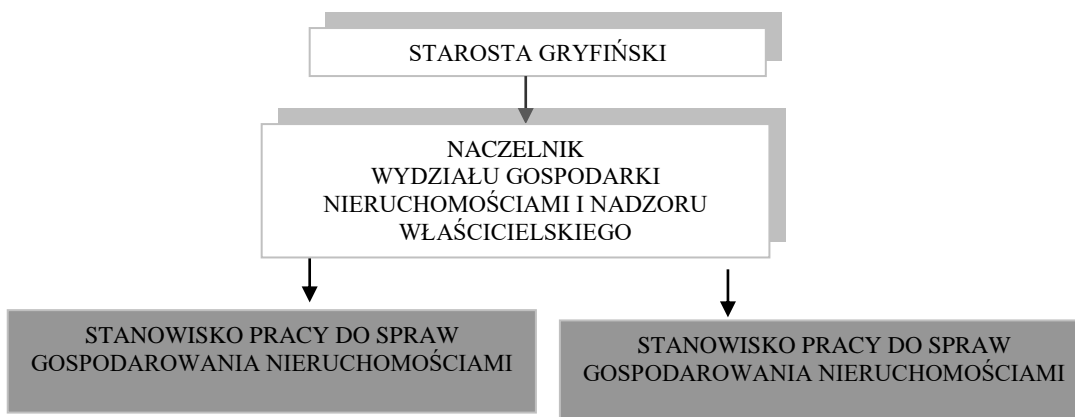 STAROSTA GRYFIŃSKI
NACZELNIK
WYDZIAŁU GOSPODARKI
NIERUCHOMOŚCIAMI I NADZORU
WŁAŚCICIELSKIEGO
STANOWISKO PRACY DO SPRAW
GOSPODAROWANIA NIERUCHOMOŚCIAMI
STANOWISKO PRACY DO SPRAW
GOSPODAROWANIA NIERUCHOMOŚCIAMI